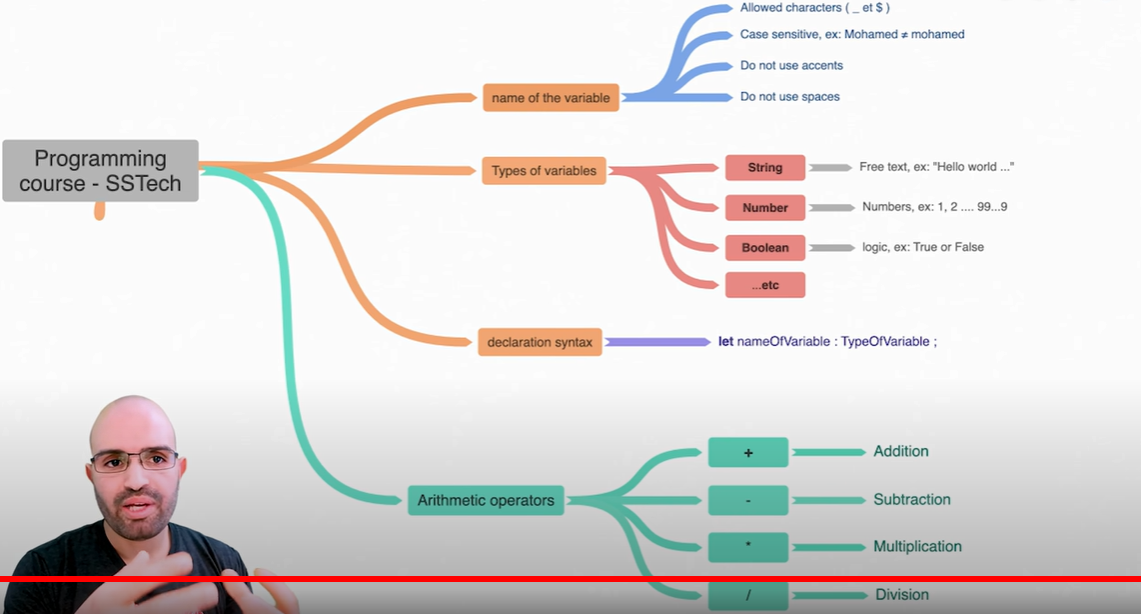 Allowed characters ( _ et $ )
Case sensitive, ex: Mohamed ≠ mohamed
Do not use accents
Do not use spaces
name of the variable
Programming
course - SSTech
Types of variables
String
Free text, ex: "Hello world ..."
Number
Numbers, ex: 1, 2 .... 99...9
Boolean
logic, ex: True or False
...etc
declaration syntax
let nameOfVariable : TypeOfVariable ;
Arithmetic operators
+
Addition
-
Subtraction
*
Multiplication
/
Division